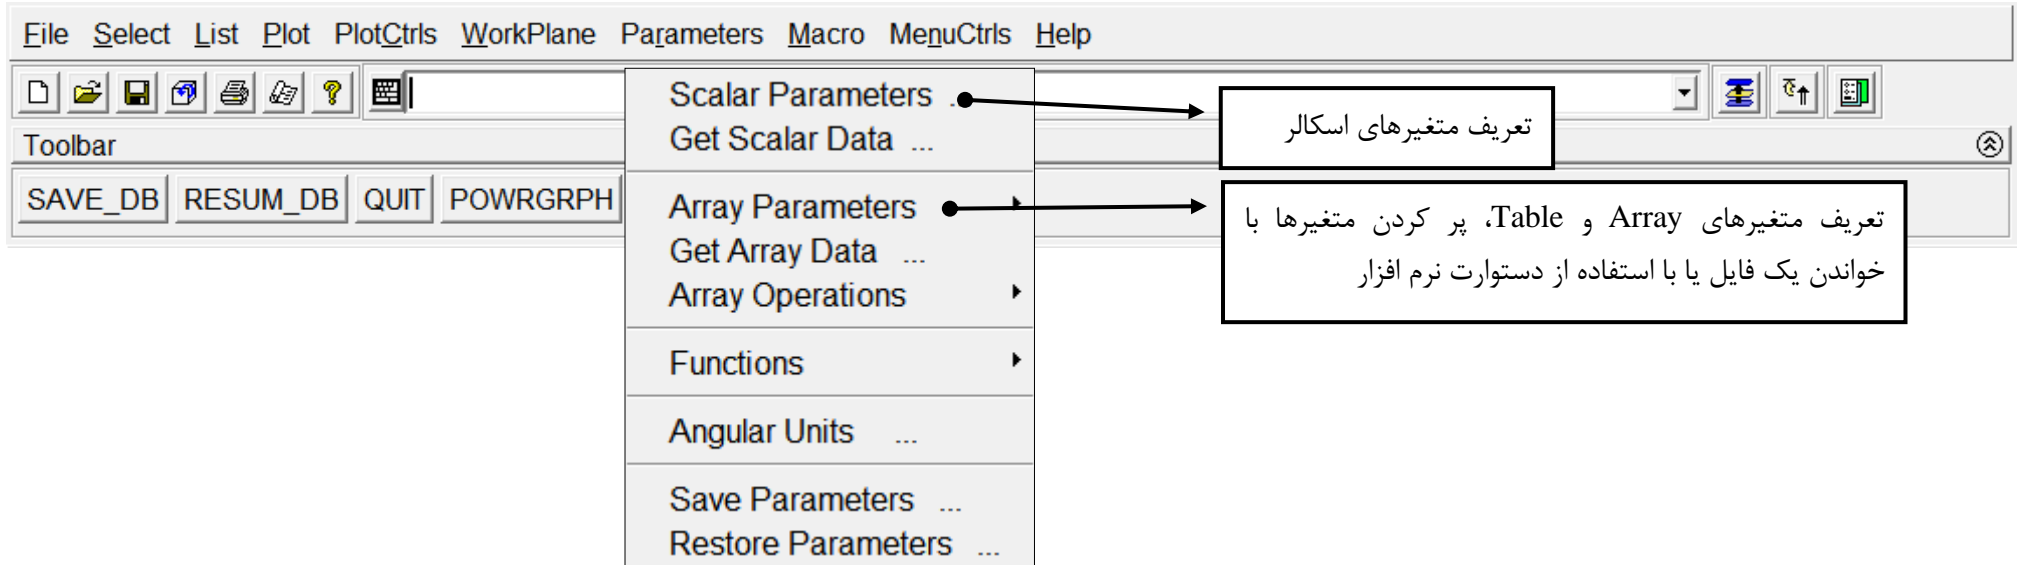 File Select List Plot PlotCtrls WorkPlane Parameters Macro MenuCtrls Help
Toolbar
SAVE_DB RESUM_DB QUIT POWRGRPH
Scalar Parameters .
Get Scalar Data ...
Array Parameters
Get Array Data ...
Array Operations
Functions
Angular Units ...
Save Parameters ...
Restore Parameters ...
تعریف متغیرهای اسکالر
تعریف متغیرهای Array و Table، پر کردن متغیرها با
خواندن یک فایل یا با استفاده از دستوارت نرم افزار